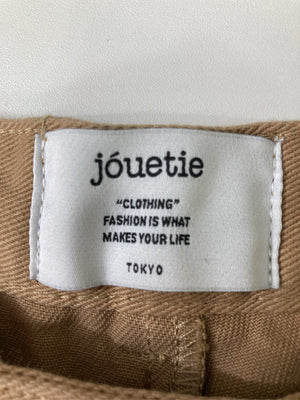 jóuetie
"CLOTHING"
FASHION IS WHAT
MAKES YOUR LIFE
TOKYO